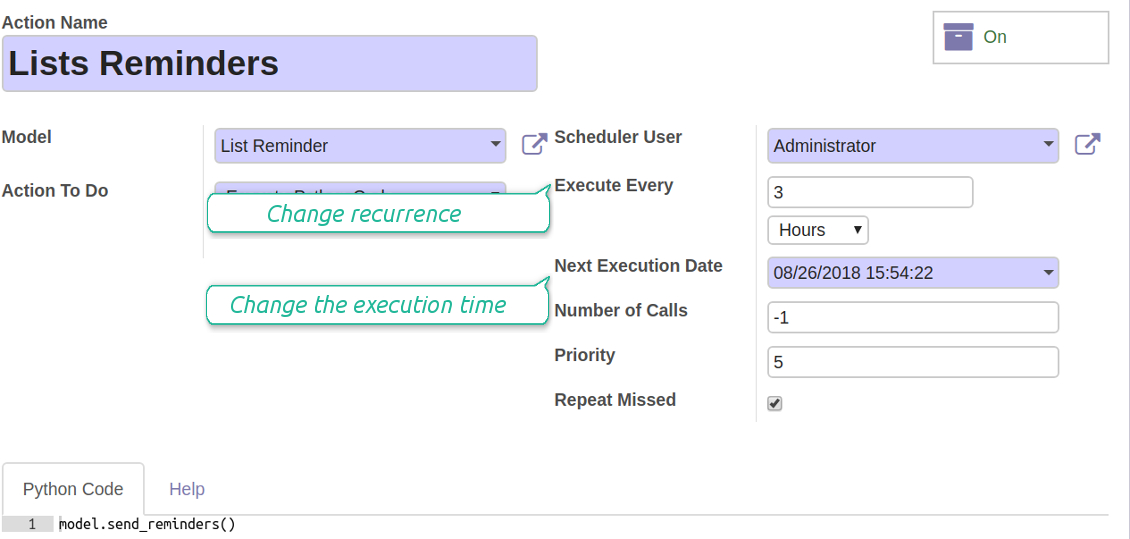 Action Name
Lists Reminders
On
Model
List Reminder
Scheduler User
Administrator
Action To Do
Execute Every
3
Change recurrence
Hours
Next Execution Date
08/26/2018 15:54:22
Change the execution time
Number of Calls
-1
Priority
5
Repeat Missed
Python Code
Help
1 model.send_reminders()